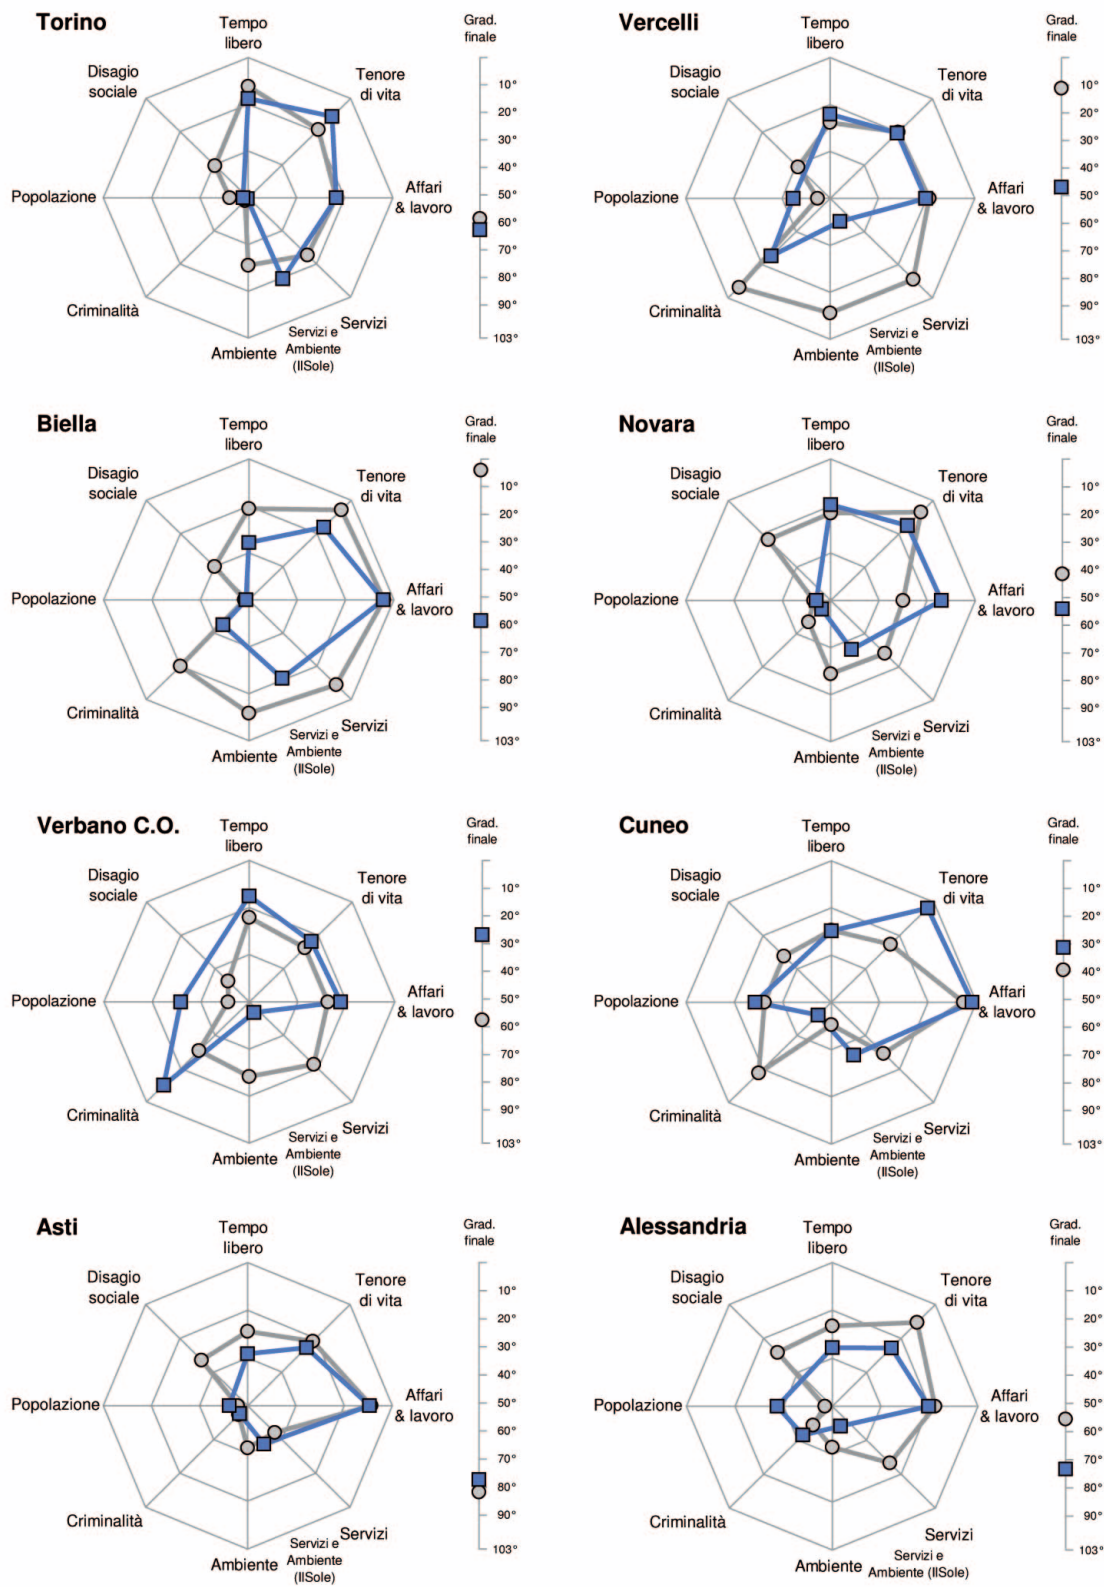 Torino
Tempo
libero
Grad.
finale
Disagio
sociale
Tenore
di vita
10°
20°
30°
40°
50°
60°
70°
80°
90°
103°
Popolazione
Affari
& lavoro
Criminalità
Servizi
Servizi e
Ambiente
(IlSole)
Ambiente
Vercelli
Tempo
libero
Grad.
finale
Disagio
sociale
Tenore
di vita
10°
20°
30°
40°
50°
60°
70°
80°
90°
103°
Popolazione
Affari
& lavoro
Criminalità
Servizi
Servizi e
Ambiente
(IlSole)
Ambiente
Biella
Tempo
libero
Grad.
finale
Disagio
sociale
Tenore
di vita
10°
20°
30°
40°
50°
60°
70°
80°
90°
103°
Popolazione
Affari
& lavoro
Criminalità
Servizi
Servizi e
Ambiente
(IlSole)
Ambiente
Novara
Tempo
libero
Grad.
finale
Disagio
sociale
Tenore
di vita
10°
20°
30°
40°
50°
60°
70°
80°
90°
103°
Popolazione
Affari
& lavoro
Criminalità
Servizi
Servizi e
Ambiente
(IlSole)
Ambiente
Verbano C.O.
Tempo
libero
Grad.
finale
Disagio
sociale
Tenore
di vita
10°
20°
30°
40°
50°
60°
70°
80°
90°
103°
Popolazione
Affari
& lavoro
Criminalità
Servizi
Servizi e
Ambiente
(IlSole)
Ambiente
Cuneo
Tempo
libero
Grad.
finale
Disagio
sociale
Tenore
di vita
10°
20°
30°
40°
50°
60°
70°
80°
90°
103°
Popolazione
Affari
& lavoro
Criminalità
Servizi
Servizi e
Ambiente
(IlSole)
Ambiente
Asti
Tempo
libero
Grad.
finale
Disagio
sociale
Tenore
di vita
10°
20°
30°
40°
50°
60°
70°
80°
90°
103°
Popolazione
Affari
& lavoro
Criminalità
Servizi
Servizi e
Ambiente
(IlSole)
Ambiente
Alessandria
Tempo
libero
Grad.
finale
Disagio
sociale
Tenore
di vita
10°
20°
30°
40°
50°
60°
70°
80°
90°
103°
Popolazione
Affari
& lavoro
Criminalità
Servizi
Servizi e
Ambiente (IlSole)
Ambiente